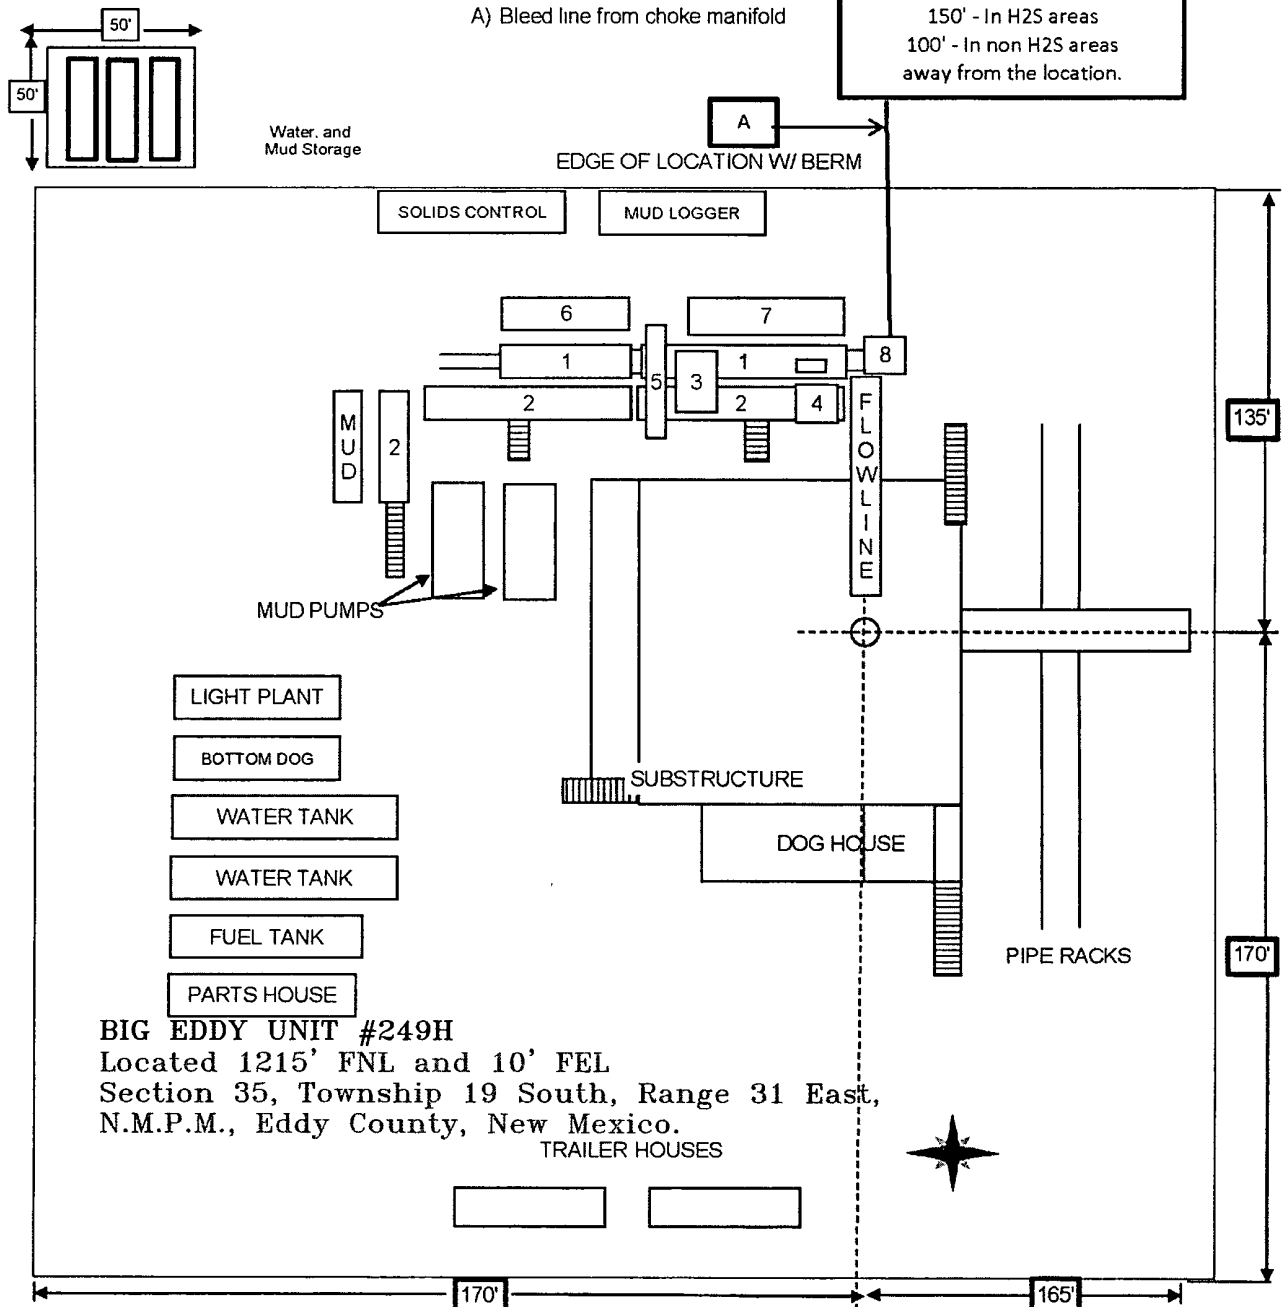 50'
A) Bleed line from choke manifold
150' - In H2S areas
100' - In non H2S areas
away from the location.
50'
A
Water, and
Mud Storage
EDGE OF LOCATION W/ BERM
SOLIDS CONTROL
MUD LOGGER
6
7
1
5
3
1
8
2
2
4
MUD
2
FLOWLINE
135'
MUD PUMPS
LIGHT PLANT
BOTTOM DOG
SUBSTRUCTURE
WATER TANK
DOG HOUSE
WATER TANK
FUEL TANK
PIPE RACKS
170'
PARTS HOUSE
BIG EDDY UNIT #249H
Located 1215' FNL and 10' FEL
Section 35, Township 19 South, Range 31 East,
N.M.P.M., Eddy County, New Mexico.
TRAILER HOUSES
170'
165'